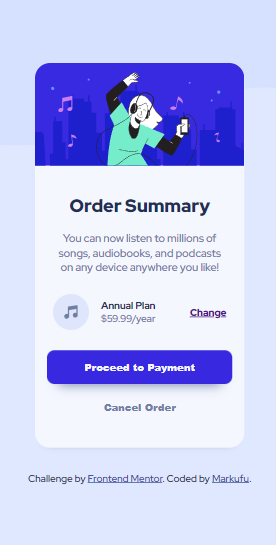 Order Summary
You can now listen to millions of
songs, audiobooks, and podcasts
on any device anywhere you like!
Annual Plan
$59.99/year
Change
Proceed to Payment
Cancel Order
Challenge by Frontend Mentor. Coded by Markufu.